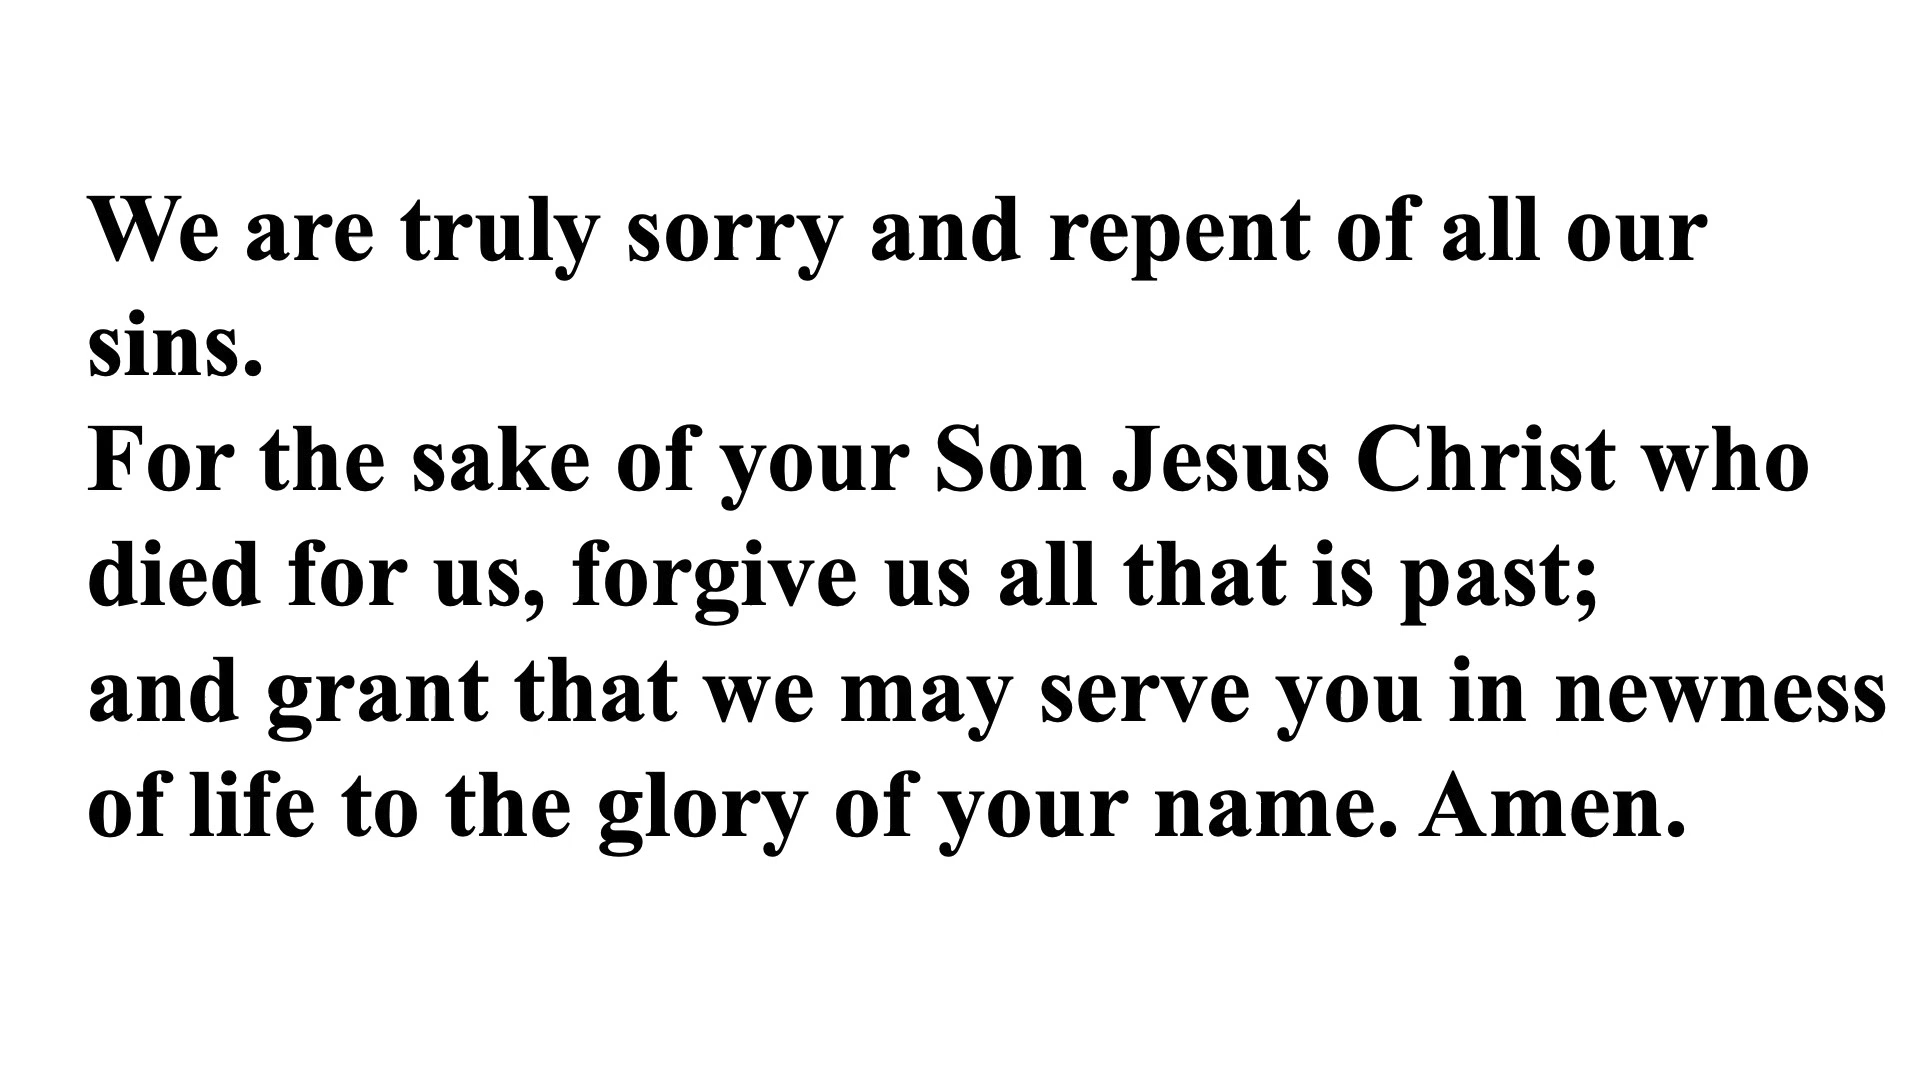 We are truly sorry and repent of all our
sins.
For the sake of your Son Jesus Christ who
died for us, forgive us all that is past;
and grant that we may serve you in newness
of life to the glory of your name. Amen.